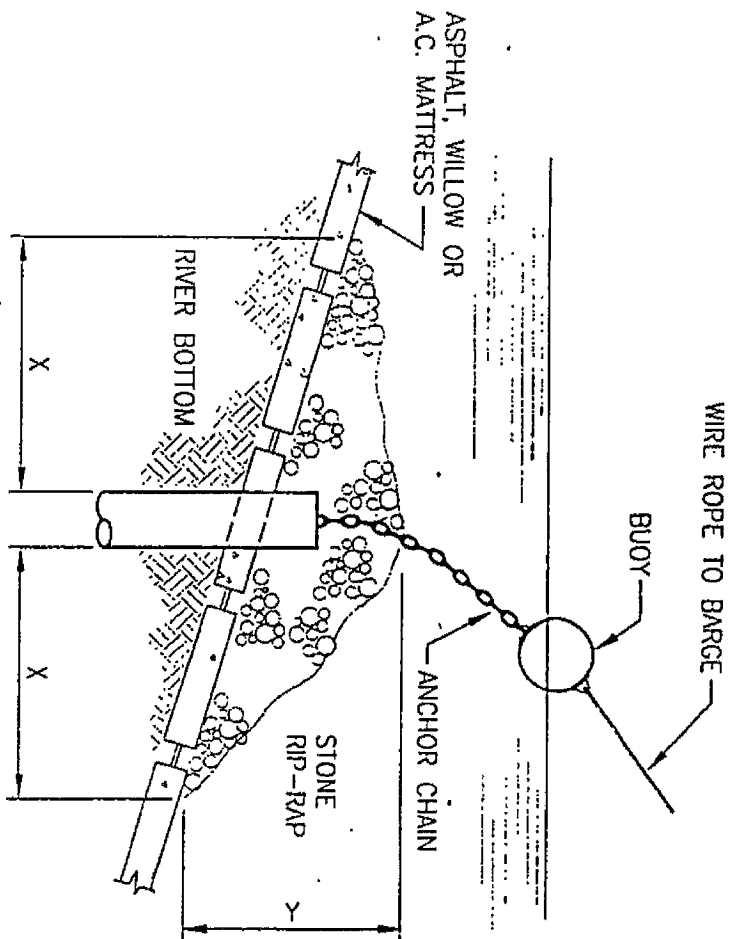 WIRE ROPE TO BARGE
BUOY
ASPHALT, WILLOW OR
A.C. MATTRESS
ANCHOR CHAIN
STONE
RIP-RAP
RIVER BOTTOM
Y
X
X